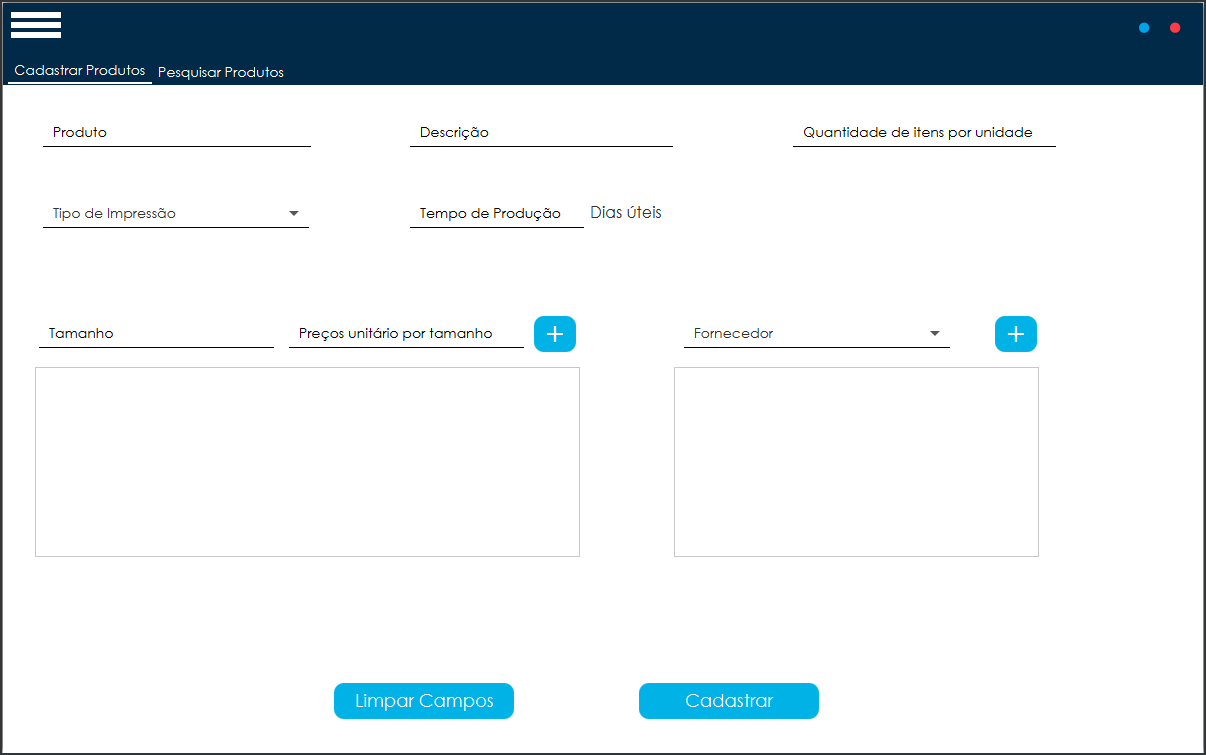 Cadastrar Produtos
Pesquisar Produtos
Produto
Descrição
Quantidade de itens por unidade
Tipo de Impressão
Tempo de Produção
Dias úteis
Tamanho
Preços unitário por tamanho
+
Fornecedor
+
Limpar Campos
Cadastrar